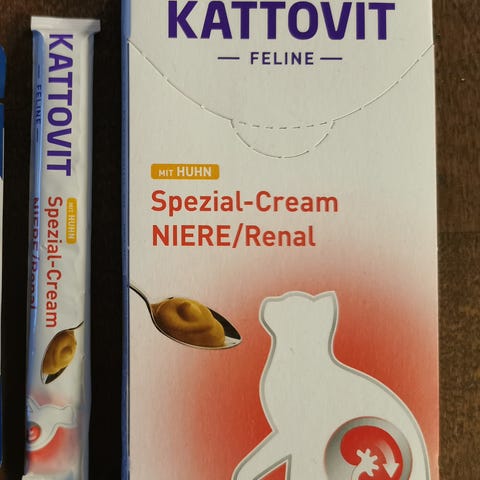 KATTOVIT
— FELINE —
MIT HUHN
Spezial-Cream
NIERE/Renal
KATTOVIT
— FELINE —
MIT HUHN
Spezial-Cream
NIERE/Renal